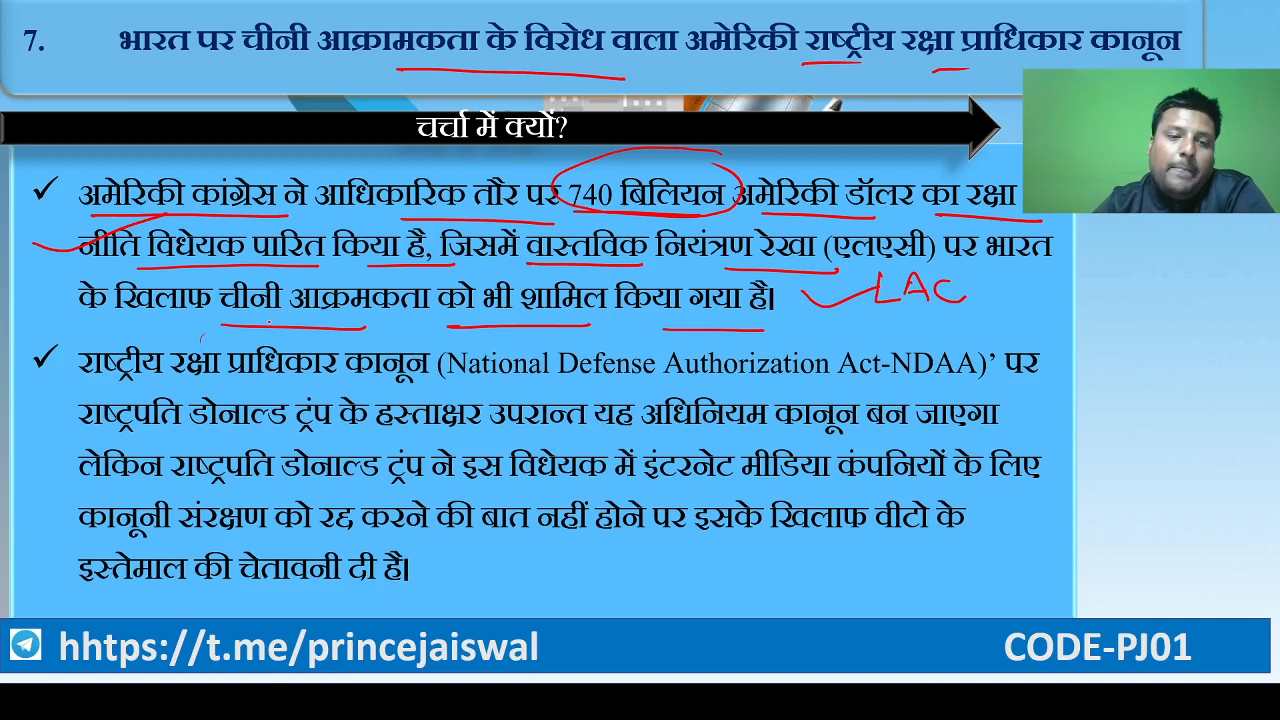 7. भारत पर चीनी आक्रामकता के विरोध वाला अमेरिकी राष्ट्रीय रक्षा प्राधिकार कानून
चर्चा में क्यों?
✓ अमेरिकी कांग्रेस ने आधिकारिक तौर पर 740 बिलियन अमेरिकी डॉलर का रक्षा
नीति विधेयक पारित किया है, जिसमें वास्तविक नियंत्रण रेखा (एलएसी) पर भारत
के खिलाफ चीनी आक्रमकता को भी शामिल किया गया है।
LAC
✓ राष्ट्रीय रक्षा प्राधिकार कानून (National Defense Authorization Act-NDAA)’ पर
राष्ट्रपति डोनाल्ड ट्रंप के हस्ताक्षर उपरान्त यह अधिनियम कानून बन जाएगा
लेकिन राष्ट्रपति डोनाल्ड ट्रंप ने इस विधेयक में इंटरनेट मीडिया कंपनियों के लिए
कानूनी संरक्षण को रद्द करने की बात नहीं होने पर इसके खिलाफ वीटो के
इस्तेमाल की चेतावनी दी है।
hhtps://t.me/princejaiswal
CODE-PJ01